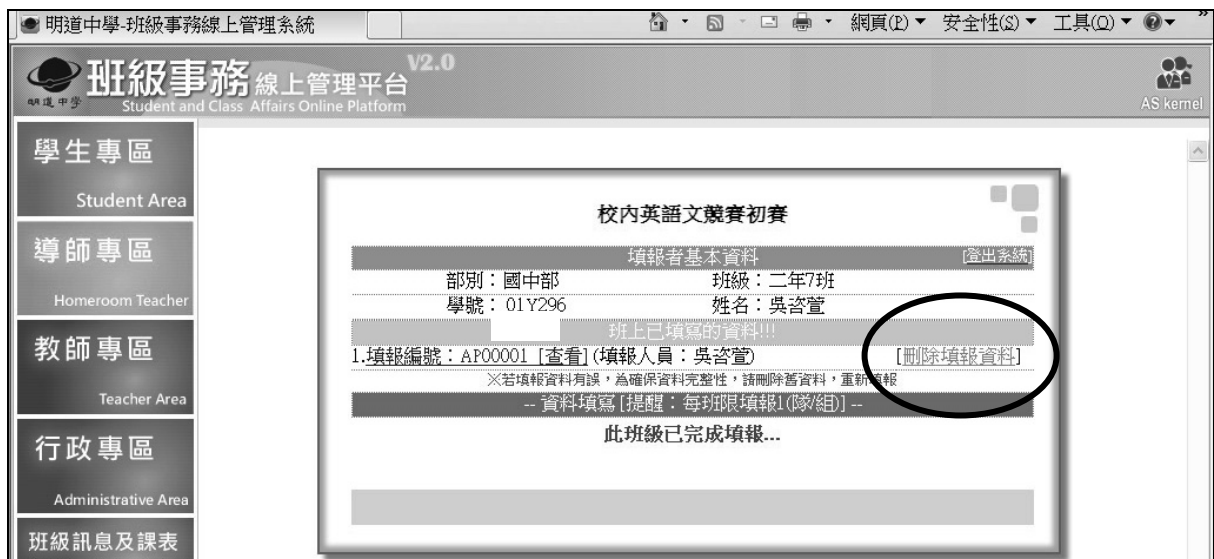 明道中學-班級事務線上管理系統
網頁(P) 安全性(S) 工具(O)
班級事務線上管理平台 V2.0
明道中學
Student and Class Affairs Online Platform
AS kernel
學生專區
Student Area
導師專區
Homeroom Teacher
教師專區
Teacher Area
行政專區
Administrative Area
班級訊息及課表
校內英語文競賽初賽
填報者基本資料 [登出系統]
部別：國中部 班級：二年7班
學號：01Y296 姓名：吳咨萱
班上已填寫的資料!!!
1.填報編號：AP00001 [查看](填報人員：吳咨萱) [刪除填報資料]
※若填報資料有誤，為確保資料完整性，請刪除舊資料，重新填報
-- 資料填寫 [提醒：每班限填報1(隊/組)] --
此班級已完成填報...